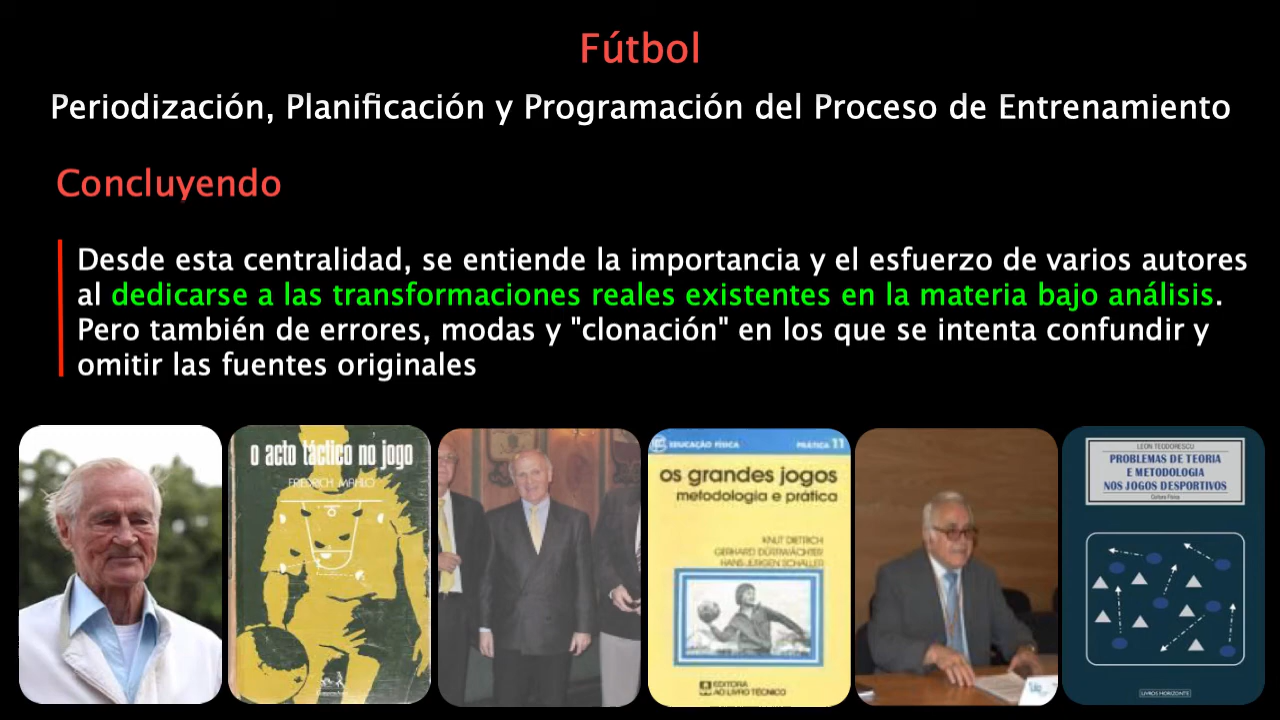 Fútbol
Periodización, Planificación y Programación del Proceso de Entrenamiento
Concluyendo
Desde esta centralidad, se entiende la importancia y el esfuerzo de varios autores
al dedicarse a las transformaciones reales existentes en la materia bajo análisis.
Pero también de errores, modas y "clonación" en los que se intenta confundir y
omitir las fuentes originales
o acto táctico no jogo
FRIEDRICH MAHLO
EDUCAÇÃO FÍSICA
PRÁTICA 11
os grandes jogos
metodologia e prática
KNUT DIETRICH
GERHARD DÜRRWÄCHTER
HANS-JÜRGEN SCHALLER
EDITORA
AO LIVRO TÉCNICO
LEON TEODORESCU
PROBLEMAS DE TEORIA
E METODOLOGIA
NOS JOGOS DESPORTIVOS
Cultura Física
LIVROS HORIZONTE